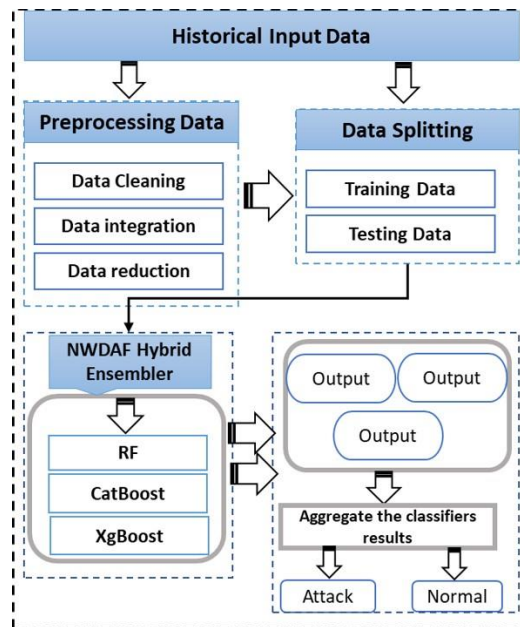 Historical Input Data
Preprocessing Data
Data Cleaning
Data integration
Data reduction
Data Splitting
Training Data
Testing Data
NWDAF Hybrid
Ensembler
RF
CatBoost
XgBoost
Output
Output
Output
Aggregate the classifiers
results
Attack
Normal